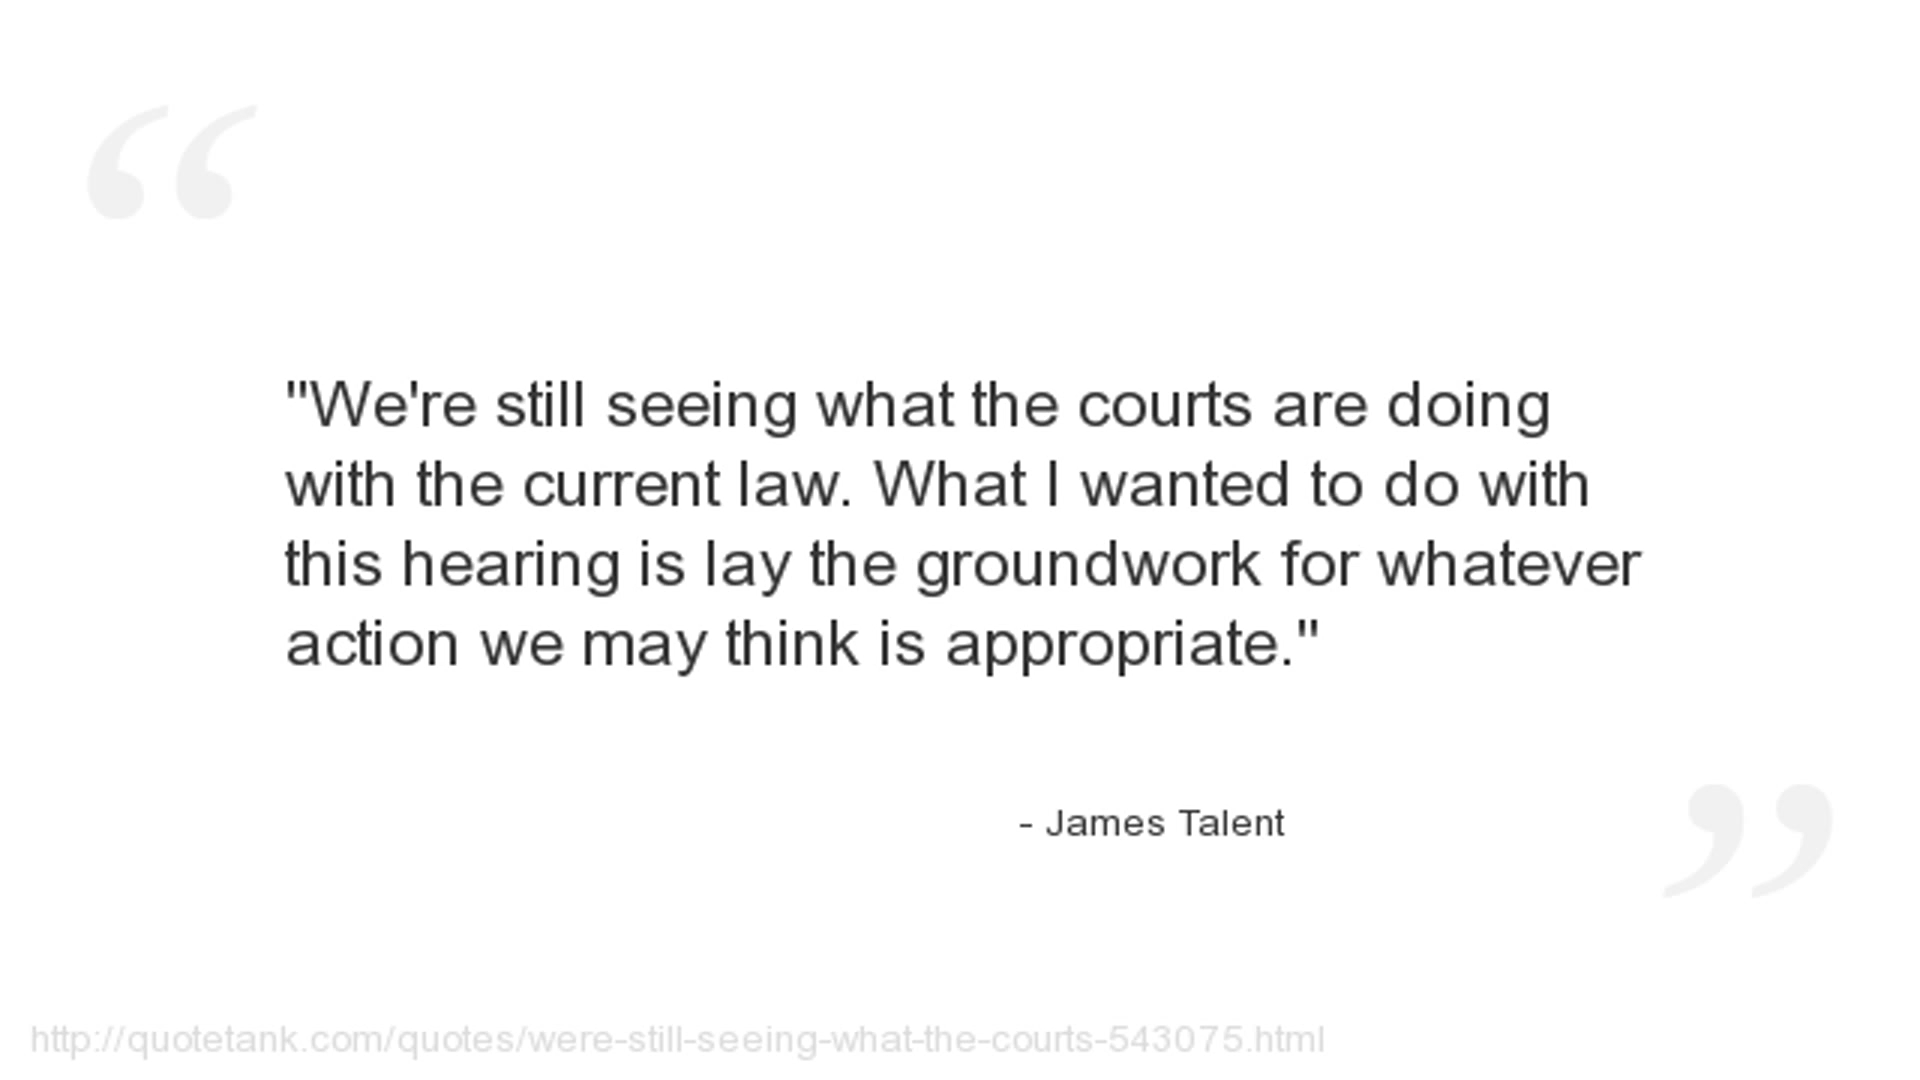 "We're still seeing what the courts are doing
with the current law. What I wanted to do with
this hearing is lay the groundwork for whatever
action we may think is appropriate."
- James Talent
http://quotetank.com/quotes/were-still-seeing-what-the-courts-543075.html